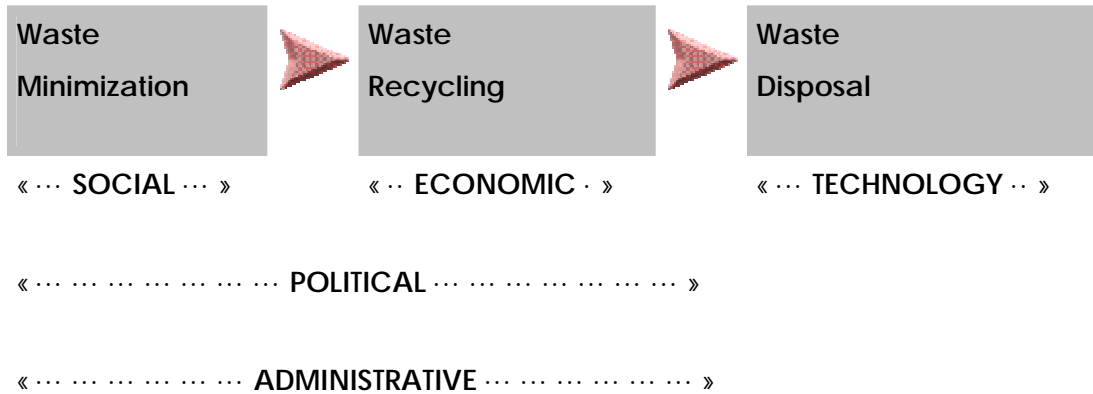 Waste
Minimization
Waste
Recycling
Waste
Disposal
« ··· SOCIAL ··· »
« ·· ECONOMIC · »
« ··· TECHNOLOGY ·· »
« ··· ··· ··· ··· ··· ··· ··· POLITICAL ··· ··· ··· ··· ··· ··· ··· »
« ··· ··· ··· ··· ··· ··· ADMINISTRATIVE ··· ··· ··· ··· ··· ··· »